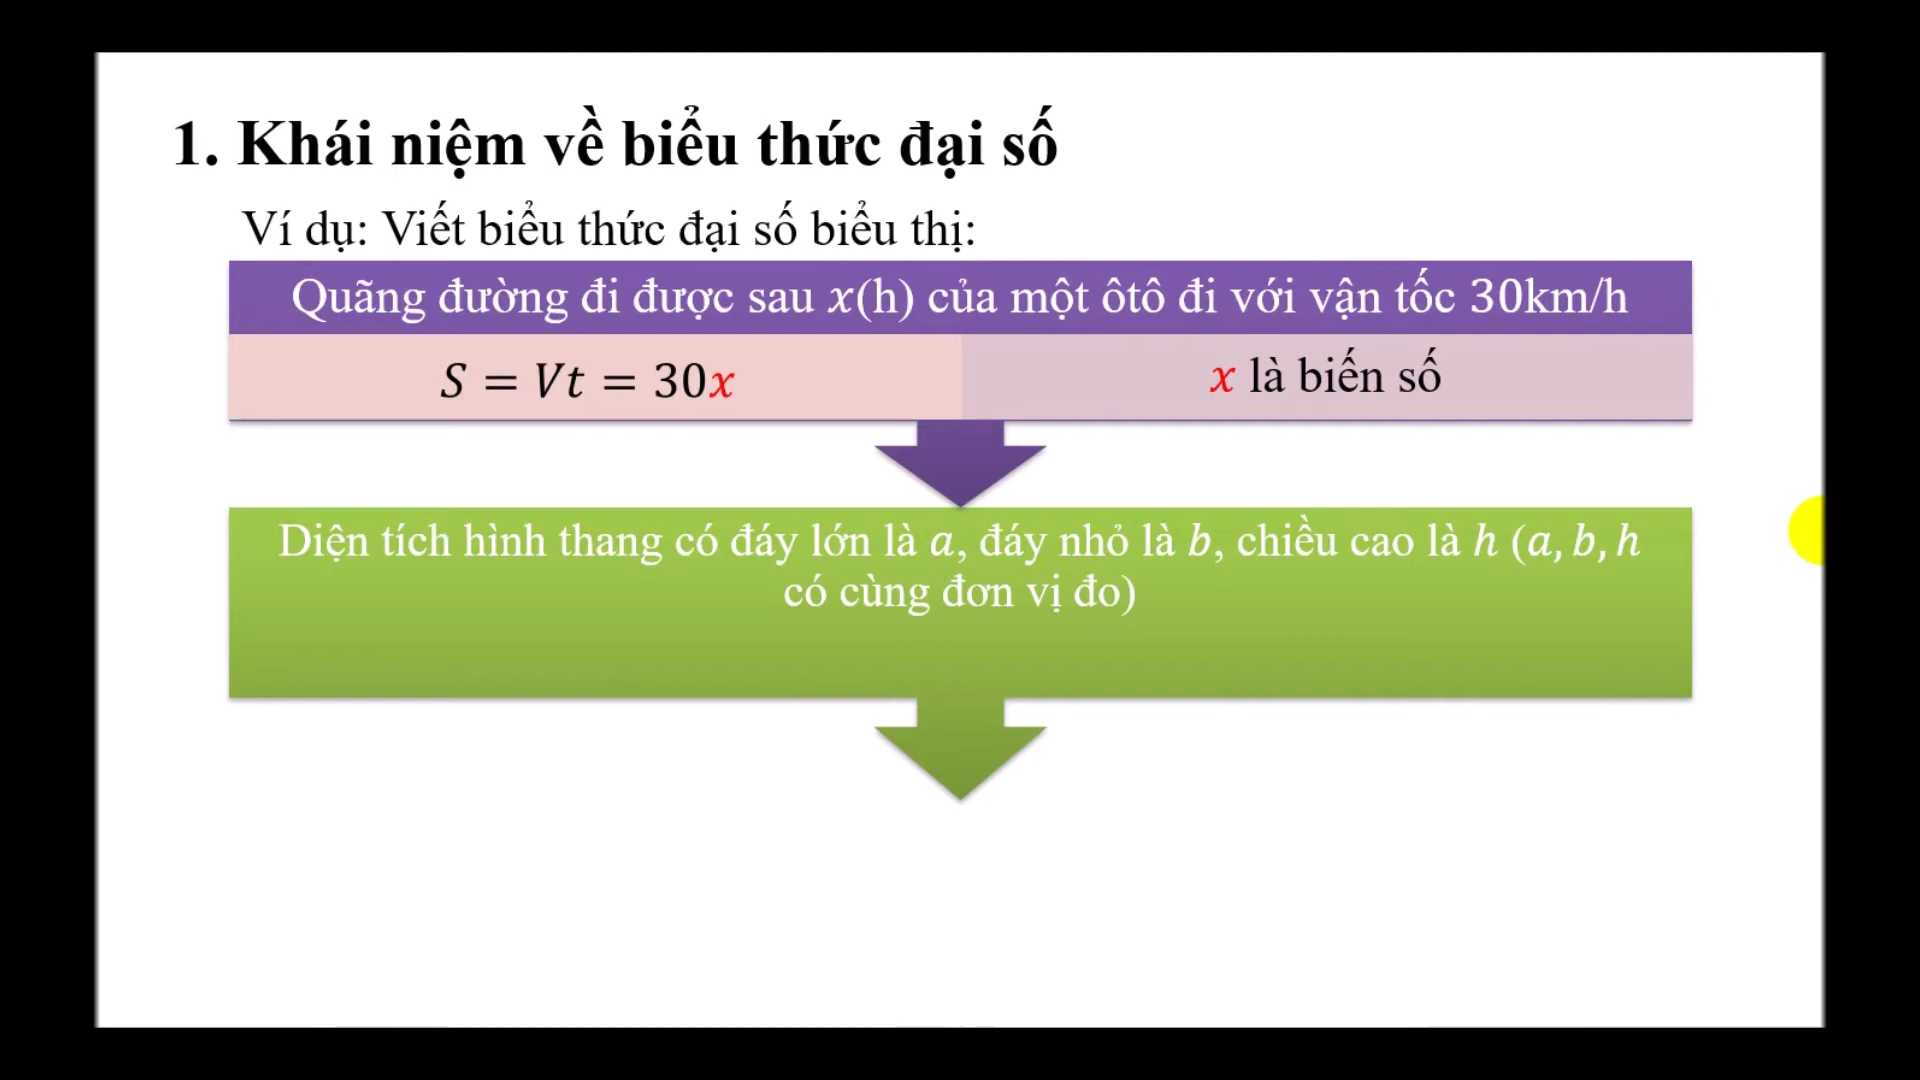 1. Khái niệm về biểu thức đại số
Ví dụ: Viết biểu thức đại số biểu thị:
Quãng đường đi được sau x(h) của một ôtô đi với vận tốc 30km/h
S = Vt = 30x
x là biến số
Diện tích hình thang có đáy lớn là a, đáy nhỏ là b, chiều cao là h (a, b, h
có cùng đơn vị đo)